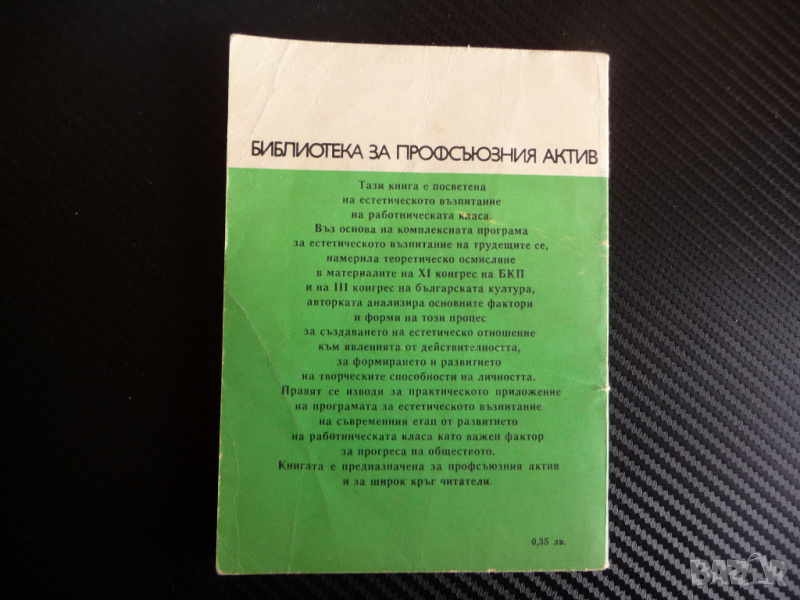 БИБЛИОТЕКА ЗА ПРОФСЪЮЗНИЯ АКТИВ
Тази книга е посветена
на естетическото възпитание
на работническата класа.
Въз основа на комплексната програма
за естетическото възпитание на трудещите се,
намерила теоретическо осмисляне
в материалите на XI конгрес на БКП
и на III конгрес на българската култура,
авторката анализира основните фактори
и форми на този процес
за създаването на естетическо отношение
към явленията от действителността,
за формирането и развитието
на творческите способности на личността.
Правят се изводи за практическото приложение
на програмата за естетическото възпитание
на съвременния етап от развитието
на работническата класа като важен фактор
за прогреса на обществото.
Книгата е предназначена за профсъюзния актив
и за широк кръг читатели.
0,35 лв.
BAZAR